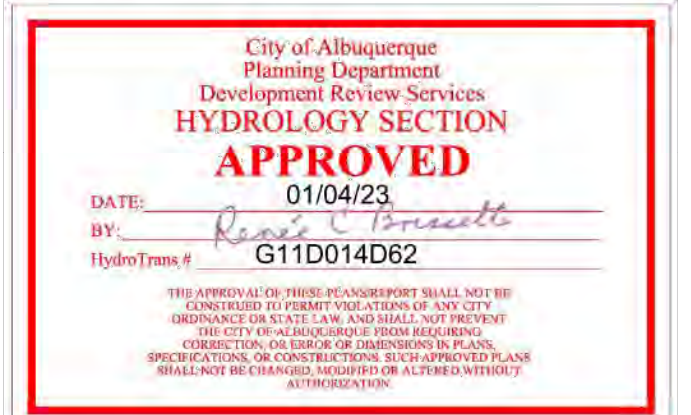 City of Albuquerque
Planning Department
Development Review Services
HYDROLOGY SECTION
APPROVED
DATE: 01/04/23
BY: Renée C Brissette
HydroTrans # G11D014D62
THE APPROVAL OF THESE PLANS/REPORT SHALL NOT BE
CONSTRUED TO PERMIT VIOLATIONS OF ANY CITY
ORDINANCE OR STATE LAW, AND SHALL NOT PREVENT
THE CITY OF ALBUQUERQUE FROM REQUIRING
CORRECTION, OR ERROR OR DIMENSIONS IN PLANS,
SPECIFICATIONS, OR CONSTRUCTIONS. SUCH APPROVED PLANS
SHALL NOT BE CHANGED, MODIFIED OR ALTERED WITHOUT
AUTHORIZATION